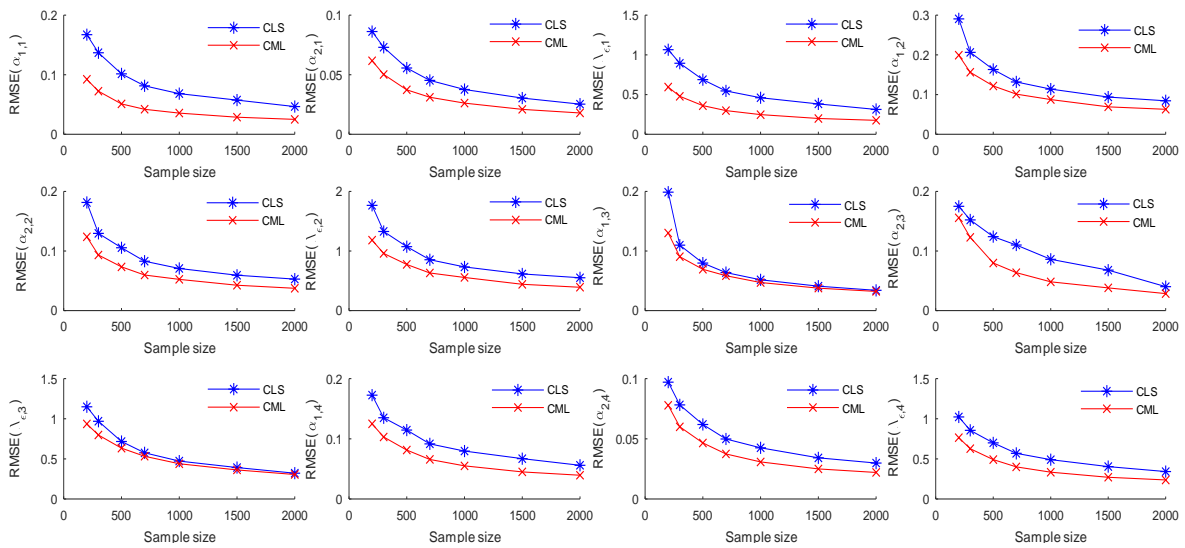 RMSE(α1,1)
0.2
0.1
0
CLS
CML
0 500 1000 1500 2000
Sample size
RMSE(α2,1)
0.1
0.05
0
CLS
CML
0 500 1000 1500 2000
Sample size
RMSE( \ϵ,1)
1.5
1
0.5
0
CLS
CML
0 500 1000 1500 2000
Sample size
RMSE(α1,2)
0.3
0.2
0.1
0
CLS
CML
0 500 1000 1500 2000
Sample size
RMSE(α2,2)
0.2
0.1
0
CLS
CML
0 500 1000 1500 2000
Sample size
RMSE( \ϵ,2)
2
1
0
CLS
CML
0 500 1000 1500 2000
Sample size
RMSE(α1,3)
0.2
0.1
0
CLS
CML
0 500 1000 1500 2000
Sample size
RMSE(α2,3)
0.2
0.1
0
CLS
CML
0 500 1000 1500 2000
Sample size
RMSE( \ϵ,3)
1.5
1
0.5
0
CLS
CML
0 500 1000 1500 2000
Sample size
RMSE(α1,4)
0.2
0.1
0
CLS
CML
0 500 1000 1500 2000
Sample size
RMSE(α2,4)
0.1
0.05
0
CLS
CML
0 500 1000 1500 2000
Sample size
RMSE( \ϵ,4)
1.5
1
0.5
0
CLS
CML
0 500 1000 1500 2000
Sample size